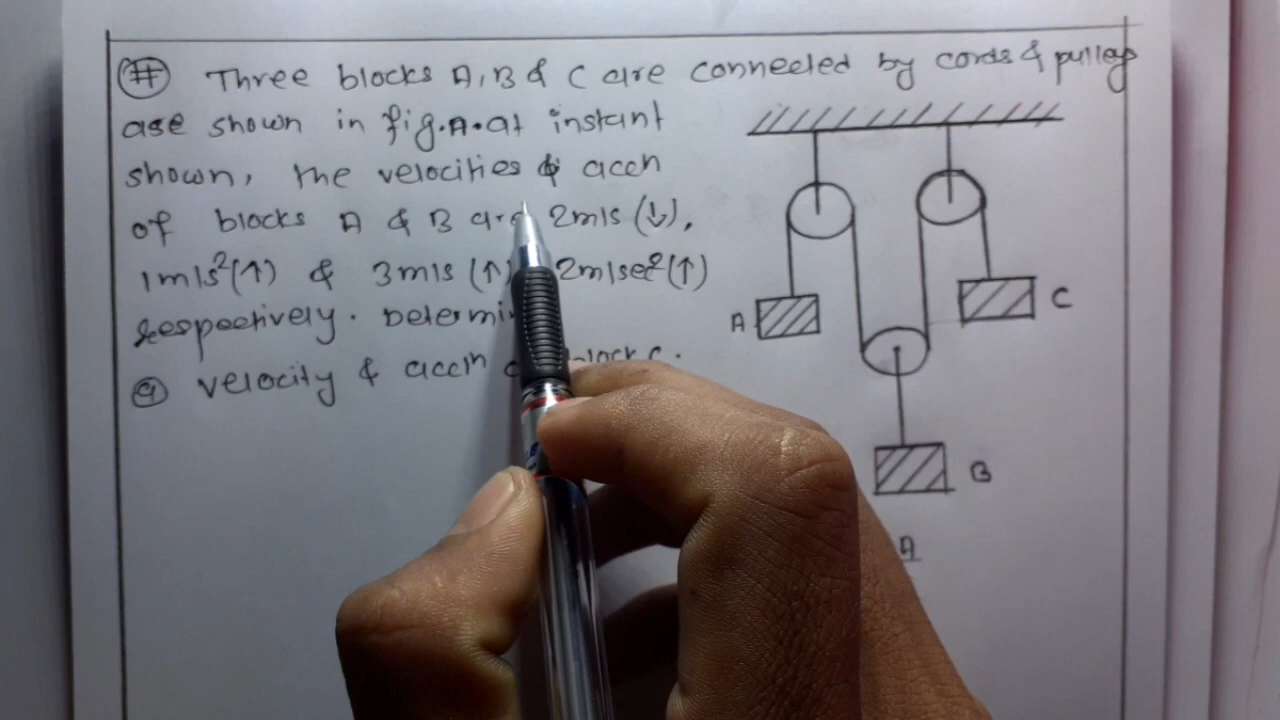 # Three blocks A, B & C are connected by cords & pulleys
are shown in fig. A. at instant
shown, the velocities & accn
of blocks A & B are 2m/s (↓),
1m/s²(↑) & 3m/s (↑) 2m/sec²(↑)
respectively. Determi
A
C
ⓐ velocity & accn block c.
B
A